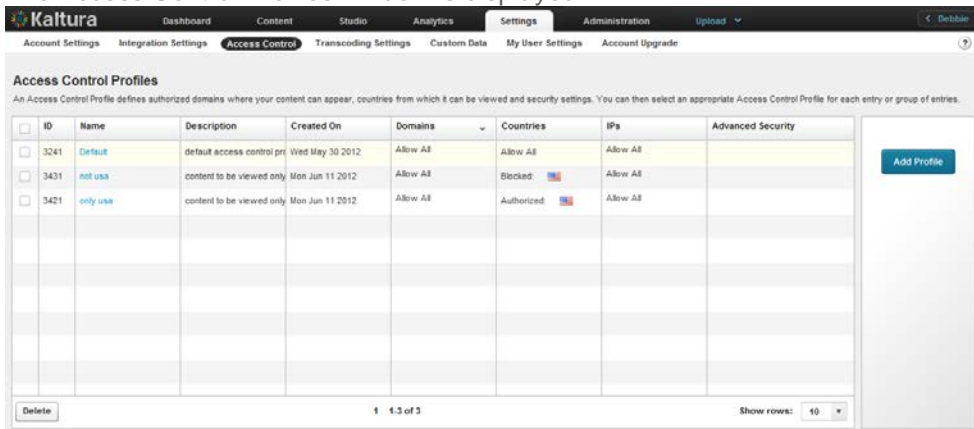 Kaltura Dashboard Content Studio Analytics Settings Administration Upload < Debbie
Account Settings Integration Settings Access Control Transcoding Settings Custom Data My User Settings Account Upgrade ?
Access Control Profiles
An Access Control Profile defines authorized domains where your content can appear, countries from which it can be viewed and security settings. You can then select an appropriate Access Control Profile for each entry or group of entries.
ID Name Description Created On Domains Countries IPs Advanced Security
Add Profile
3241 Default default access control pro Wed May 30 2012 Allow All Allow All Allow All
3431 not usa content to be viewed only Mon Jun 11 2012 Allow All Blocked: Allow All
3421 only usa content to be viewed only Mon Jun 11 2012 Allow All Authorized: Allow All
Delete 1 1-3 of 3 Show rows: 10